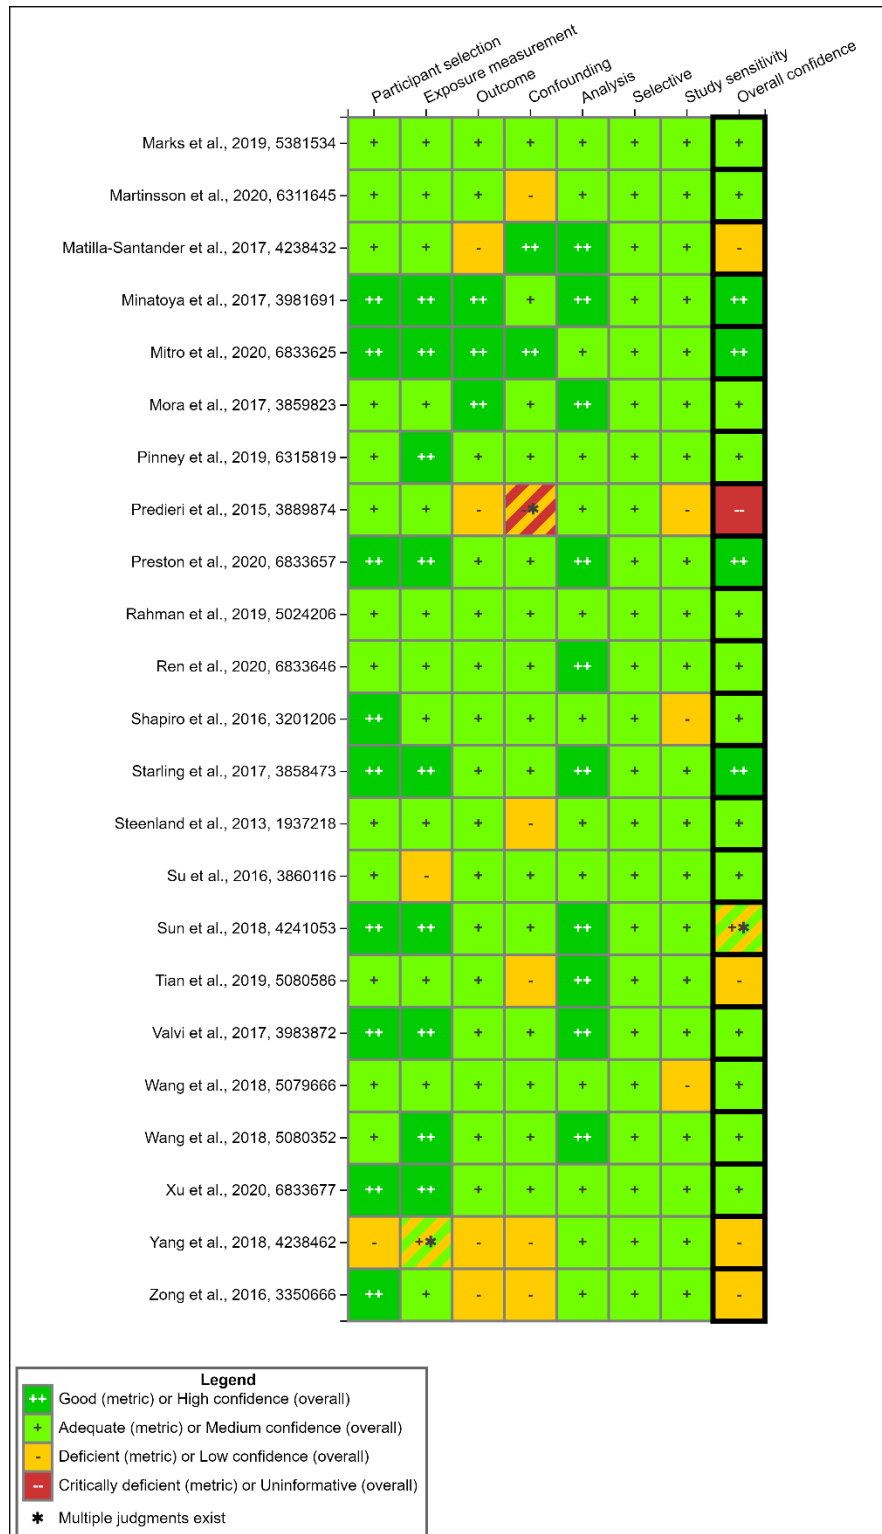 Participant selection
Exposure measurement
Outcome
Confounding
Analysis
Selective
Study sensitivity
Overall confidence
Marks et al., 2019, 5381534 + + + + + + + +
Martinsson et al., 2020, 6311645 + + + - + + + +
Matilla-Santander et al., 2017, 4238432 + + - ++ ++ + + -
Minatoya et al., 2017, 3981691 ++ ++ ++ + ++ + + ++
Mitro et al., 2020, 6833625 ++ ++ ++ ++ + + + ++
Mora et al., 2017, 3859823 + + ++ + ++ + + +
Pinney et al., 2019, 6315819 + ++ + + + + + +
Predieri et al., 2015, 3889874 + + - -✱ + + - --
Preston et al., 2020, 6833657 ++ ++ + + ++ + + ++
Rahman et al., 2019, 5024206 + + + + + + + +
Ren et al., 2020, 6833646 + + + + ++ + + +
Shapiro et al., 2016, 3201206 ++ + + + + + - +
Starling et al., 2017, 3858473 ++ ++ + + ++ + + ++
Steenland et al., 2013, 1937218 + + + - + + + +
Su et al., 2016, 3860116 + - + + + + + +
Sun et al., 2018, 4241053 ++ ++ + + ++ + + +✱
Tian et al., 2019, 5080586 + + + - ++ + + -
Valvi et al., 2017, 3983872 ++ ++ + + ++ + + +
Wang et al., 2018, 5079666 + + + + + + - +
Wang et al., 2018, 5080352 + ++ + + ++ + + +
Xu et al., 2020, 6833677 ++ ++ + + + + + +
Yang et al., 2018, 4238462 - +✱ - - + + + -
Zong et al., 2016, 3350666 ++ + - - + + + -
Legend
++ Good (metric) or High confidence (overall)
+ Adequate (metric) or Medium confidence (overall)
- Deficient (metric) or Low confidence (overall)
-- Critically deficient (metric) or Uninformative (overall)
✱ Multiple judgments exist